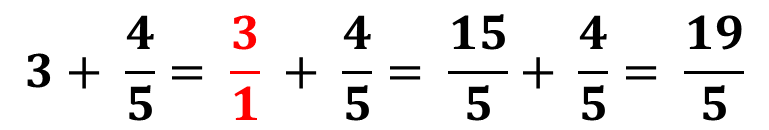 3 + 4/5 = 3/1 + 4/5 = 15/5 + 4/5 = 19/5